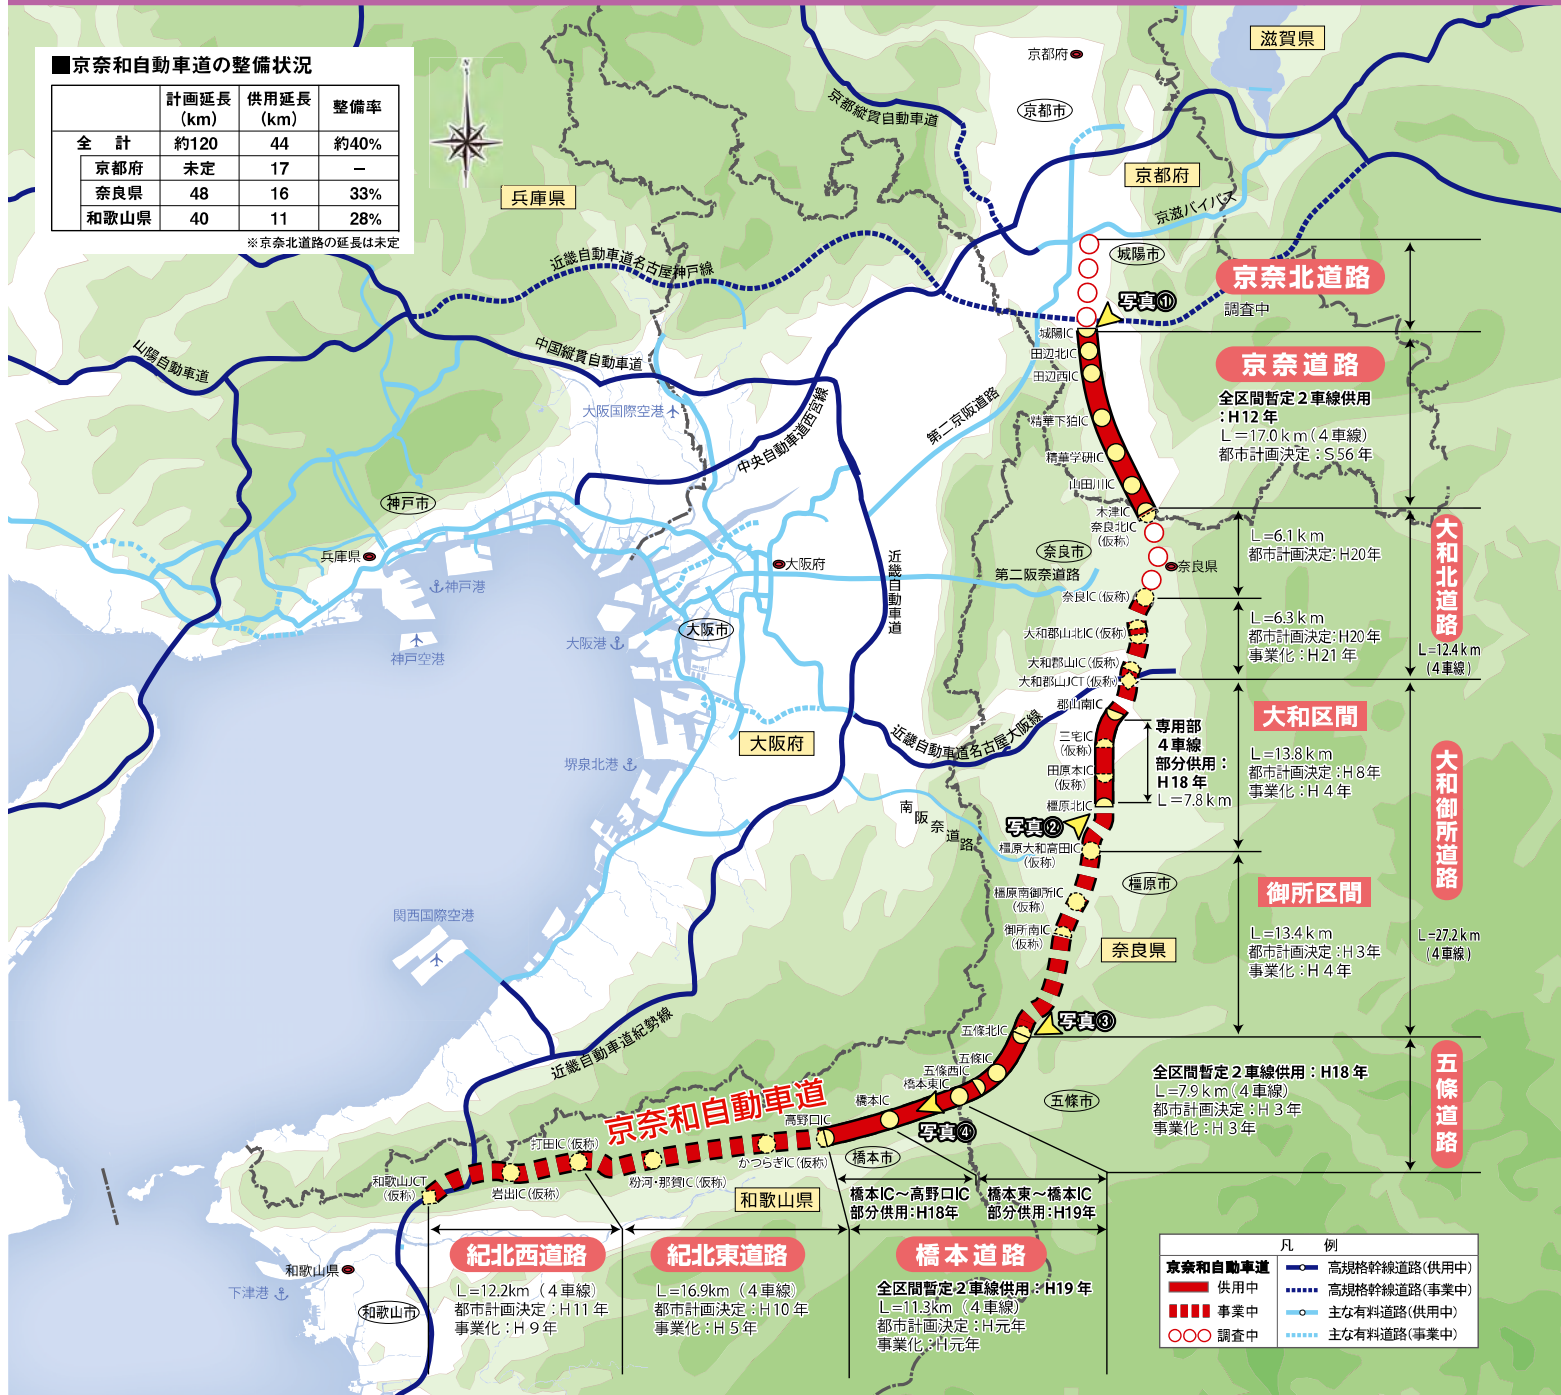 ■京奈和自動車道の整備状況
計画延長(km) 供用延長(km) 整備率
全 計 約120 44 約40%
京都府 未定 17 −
奈良県 48 16 33%
和歌山県 40 11 28%
※京奈北道路の延長は未定
N
滋賀県
京都府
京都市
京都縦貫自動車道
京都府
兵庫県
京滋バイパス
近畿自動車道名古屋神戸線
城陽市
京奈北道路
調査中
写真①
城陽IC
田辺北IC
田辺西IC
京奈道路
全区間暫定2車線供用
:H12年
L=17.0km(4車線)
都市計画決定:S56年
山陽自動車道
中国縦貫自動車道
大阪国際空港
中央自動車道西宮線
第二京阪道路
精華下狛IC
精華学研IC
山田川IC
木津IC
奈良北IC
(仮称)
神戸市
兵庫県
神戸港
神戸空港
大阪府
大阪市
大阪港
近畿自動車道
奈良市
第二阪奈道路
奈良県
奈良IC(仮称)
L=6.1km
都市計画決定:H20年
大和北道路
L=12.4km
(4車線)
L=6.3km
都市計画決定:H20年
事業化:H21年
大和郡山北IC(仮称)
大和郡山IC(仮称)
大和郡山JCT(仮称)
郡山南IC
近畿自動車道名古屋大阪線
大阪府
堺泉北港
三宅IC
(仮称)
田原本IC
(仮称)
橿原北IC
専用部
4車線
部分供用:
H18年
L=7.8km
大和区間
L=13.8km
都市計画決定:H8年
事業化:H4年
大和御所道路
L=27.2km
(4車線)
南阪奈道路
写真②
橿原大和高田IC
(仮称)
橿原市
橿原南御所IC
(仮称)
御所南IC
(仮称)
御所区間
L=13.4km
都市計画決定:H3年
事業化:H4年
奈良県
関西国際空港
近畿自動車道紀勢線
五條北IC
写真③
五條IC
五條西IC
橋本東IC
橋本IC
高野口IC
五條市
五條道路
全区間暫定2車線供用:H18年
L=7.9km(4車線)
都市計画決定:H3年
事業化:H3年
京奈和自動車道
写真④
橋本市
打田IC(仮称)
かつらぎIC(仮称)
和歌山JCT
(仮称)
岩出IC(仮称)
粉河・那賀IC(仮称)
和歌山県
橋本IC〜高野口IC
部分供用:H18年
橋本東〜橋本IC
部分供用:H19年
紀北西道路
L=12.2km(4車線)
都市計画決定:H11年
事業化:H9年
紀北東道路
L=16.9km(4車線)
都市計画決定:H10年
事業化:H5年
橋本道路
全区間暫定2車線供用:H19年
L=11.3km(4車線)
都市計画決定:H元年
事業化:H元年
和歌山県
下津港
和歌山市
凡 例
京奈和自動車道
供用中
事業中
調査中
高規格幹線道路(供用中)
高規格幹線道路(事業中)
主な有料道路(供用中)
主な有料道路(事業中)